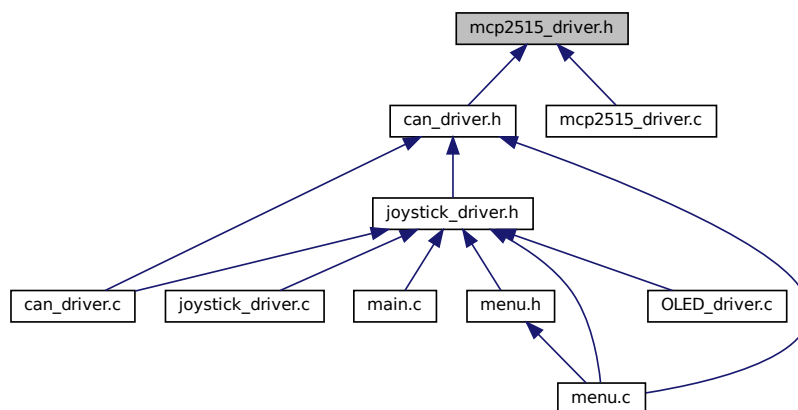 mcp2515_driver.h
can_driver.h
mcp2515_driver.c
joystick_driver.h
can_driver.c
joystick_driver.c
main.c
menu.h
OLED_driver.c
menu.c